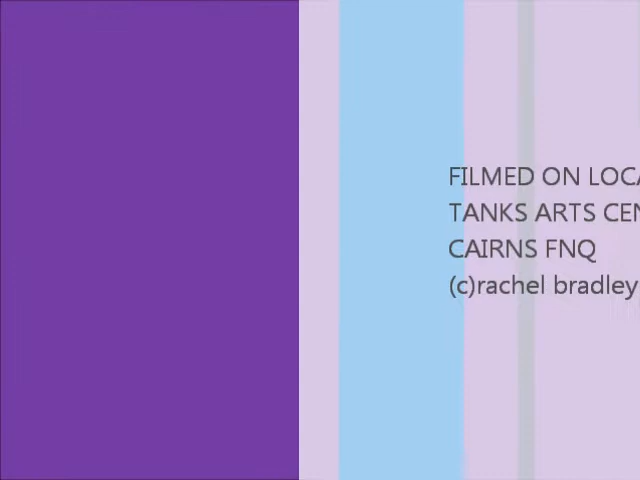 FILMED ON LOCA
TANKS ARTS CEN
CAIRNS FNQ
(c)rachel bradley